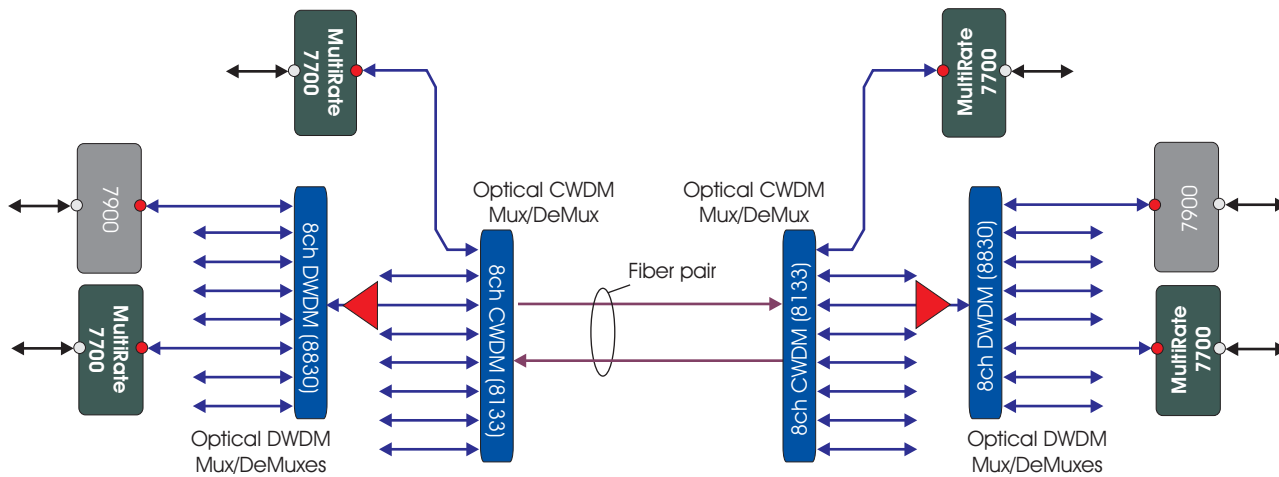 MultiRate
7700
MultiRate
7700
7900
7900
Optical CWDM
Mux/DeMux
Optical CWDM
Mux/DeMux
8ch DWDM (8830)
8ch CWDM (8133)
Fiber pair
8ch CWDM (8133)
8ch DWDM (8830)
MultiRate
7700
MultiRate
7700
Optical DWDM
Mux/DeMuxes
Optical DWDM
Mux/DeMuxes